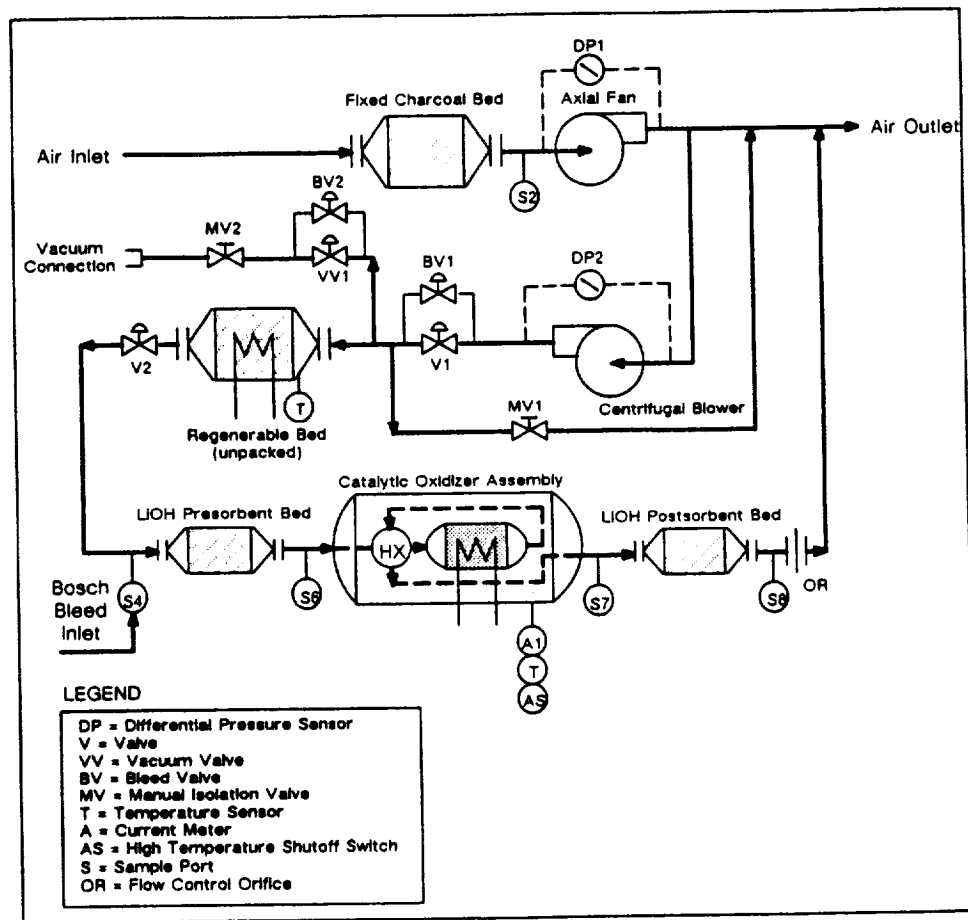 DP1
Fixed Charcoal Bed
Axial Fan
Air Inlet
Air Outlet
S2
BV2
MV2
Vacuum
Connection
VV1
BV1
DP2
V2
V1
T
Regenerable Bed
(unpacked)
MV1
Centrifugal Blower
Catalytic Oxidizer Assembly
LiOH Presorbent Bed
LiOH Postsorbent Bed
HX
Bosch
Bleed
Inlet
S4
S6
S7
S8
OR
A1
T
AS
LEGEND
DP = Differential Pressure Sensor
V = Valve
VV = Vacuum Valve
BV = Bleed Valve
MV = Manual Isolation Valve
T = Temperature Sensor
A = Current Meter
AS = High Temperature Shutoff Switch
S = Sample Port
OR = Flow Control Orifice